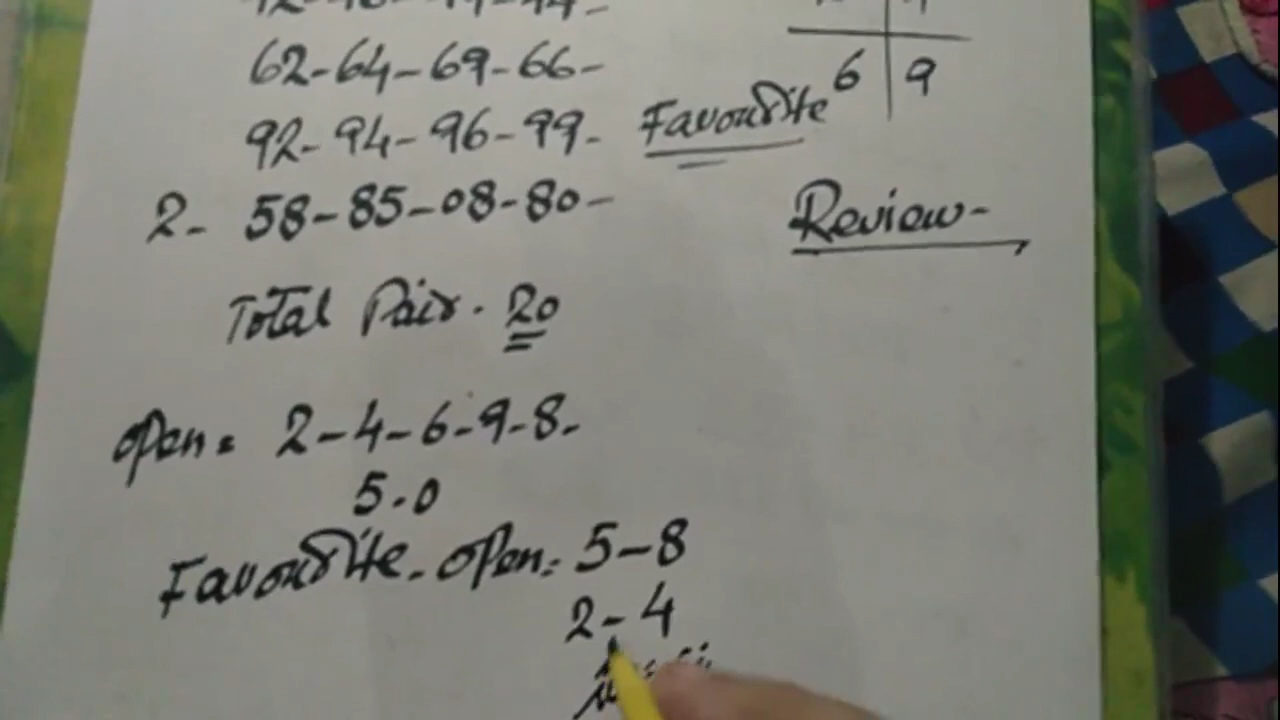 62-64-69-66-
6 9
92-94-96-99- Favourite
2- 58-85-08-80-
Review-
Total Pair. 20
open= 2-4-6-9-8-
5.0
Favourite. open= 5-8
2-4